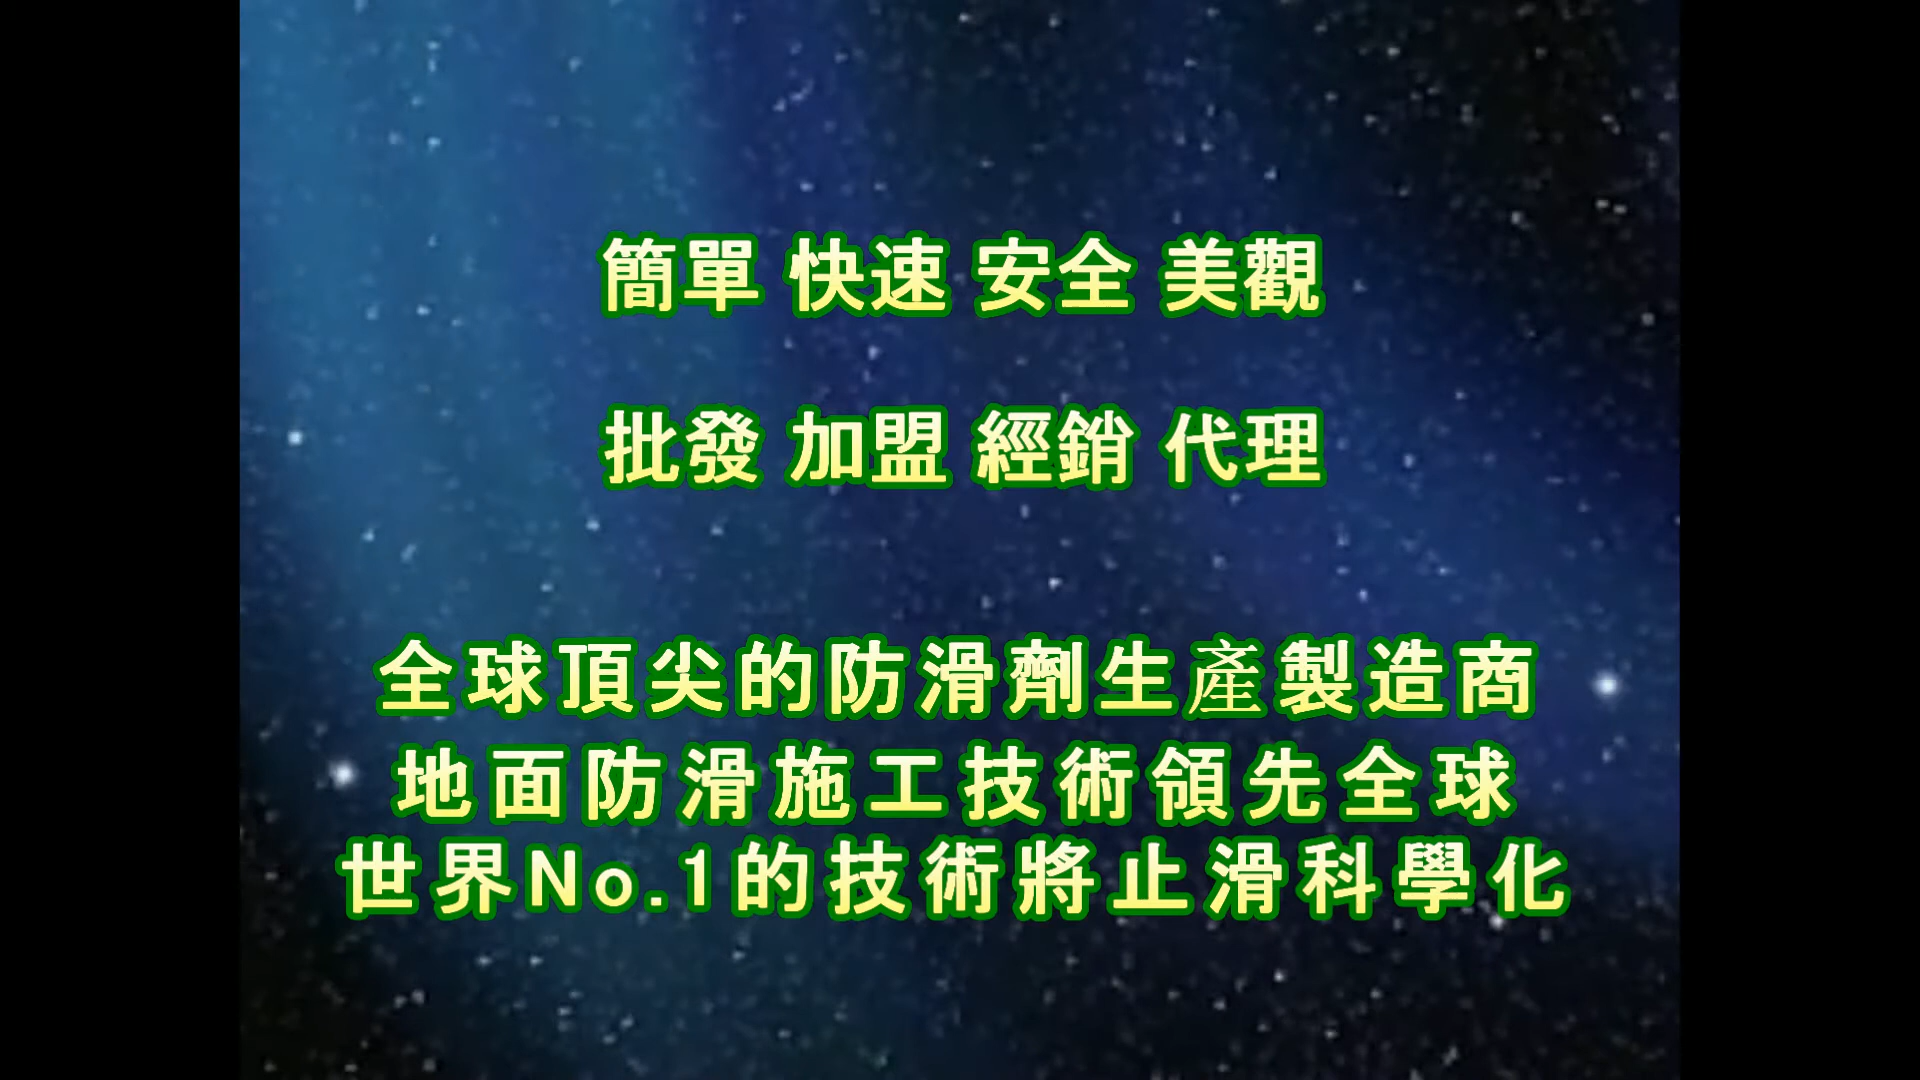 簡單 快速 安全 美觀
批發 加盟 經銷 代理
全球頂尖的防滑劑生產製造商
地面防滑施工技術領先全球
世界No.1的技術將止滑科學化